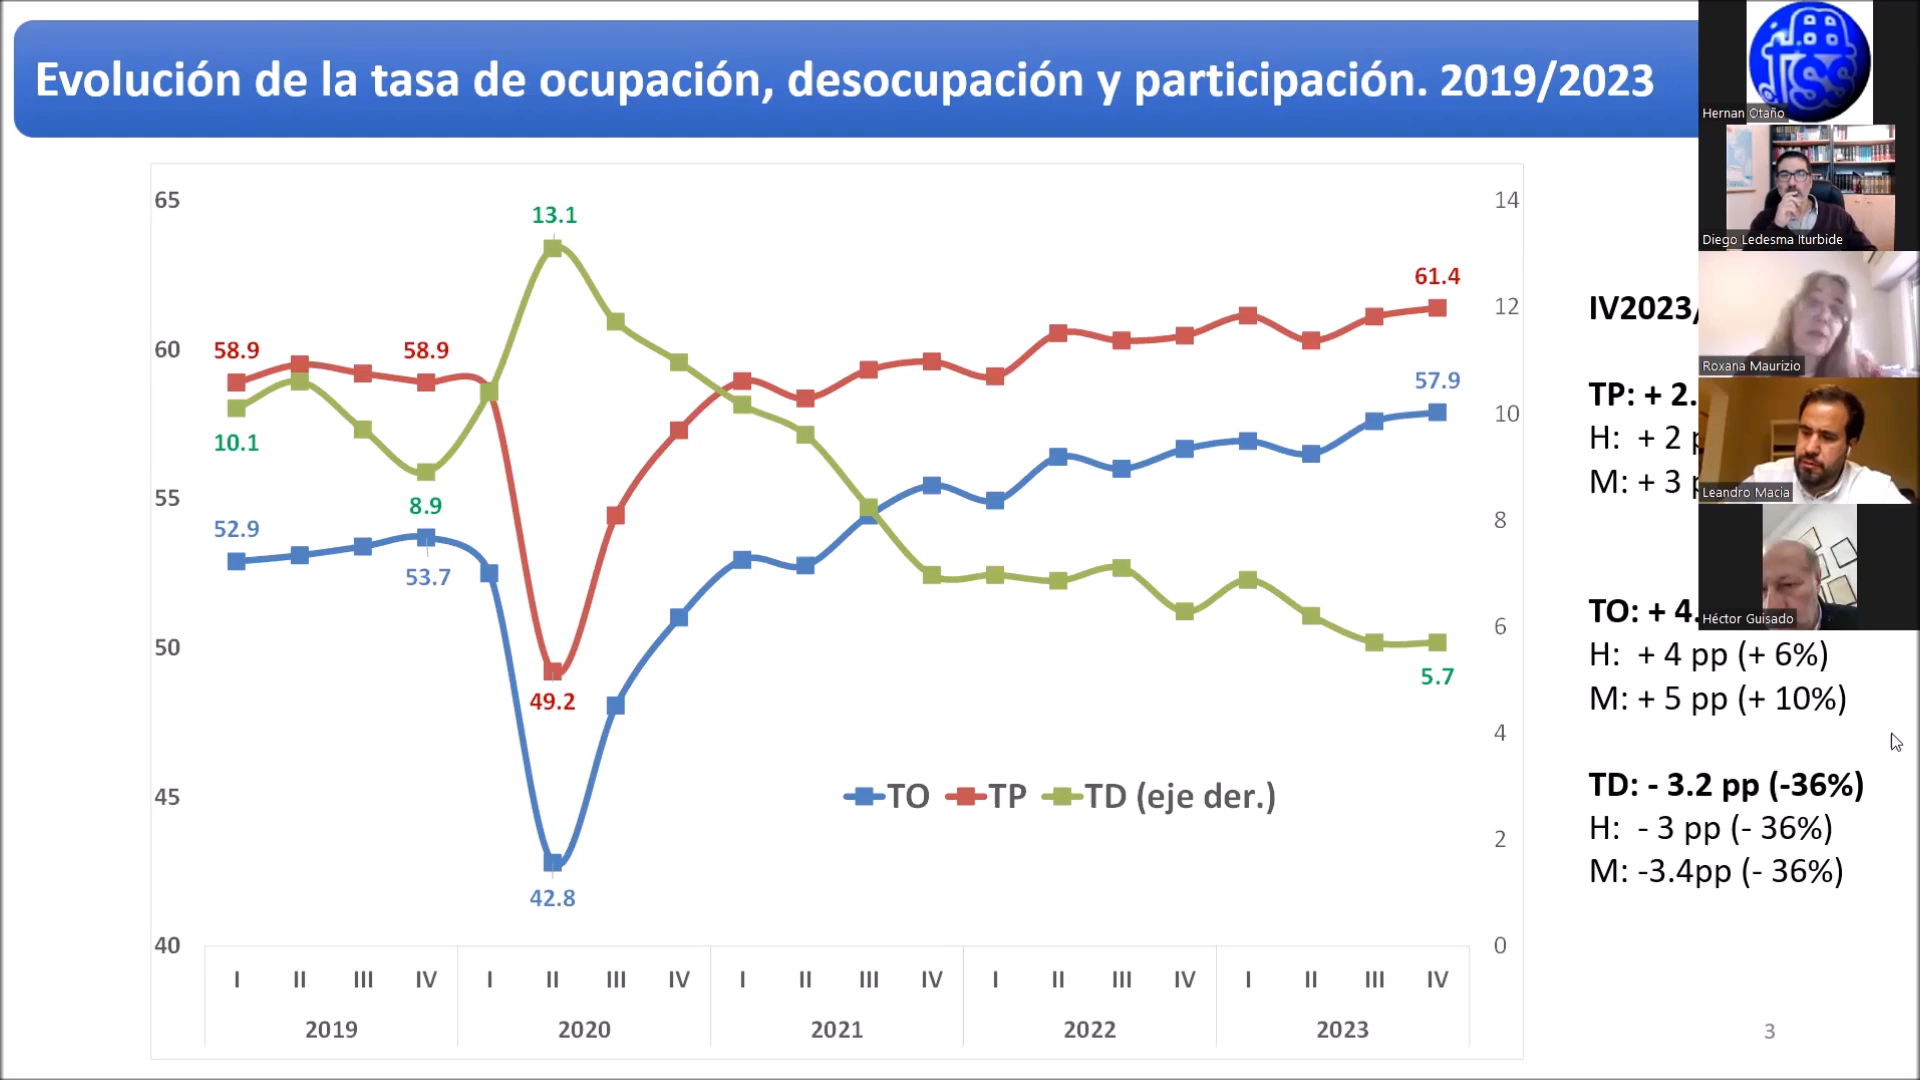 Evolución de la tasa de ocupación, desocupación y participación. 2019/2023
65
60
55
50
45
40
14
12
10
8
6
4
2
0
13.1
61.4
58.9
58.9
57.9
10.1
8.9
52.9
53.7
49.2
5.7
42.8
TO TP TD (eje der.)
I II III IV I II III IV I II III IV I II III IV I II III IV
2019 2020 2021 2022 2023
IV2023/
TP: + 2.
H: + 2
M: + 3
TO: + 4.
H: + 4 pp (+ 6%)
M: + 5 pp (+ 10%)
TD: - 3.2 pp (-36%)
H: - 3 pp (- 36%)
M: -3.4pp (- 36%)
3
Hernan Otaño
Diego Ledesma Iturbide
Roxana Maurizio
Leandro Macia
Héctor Guisado